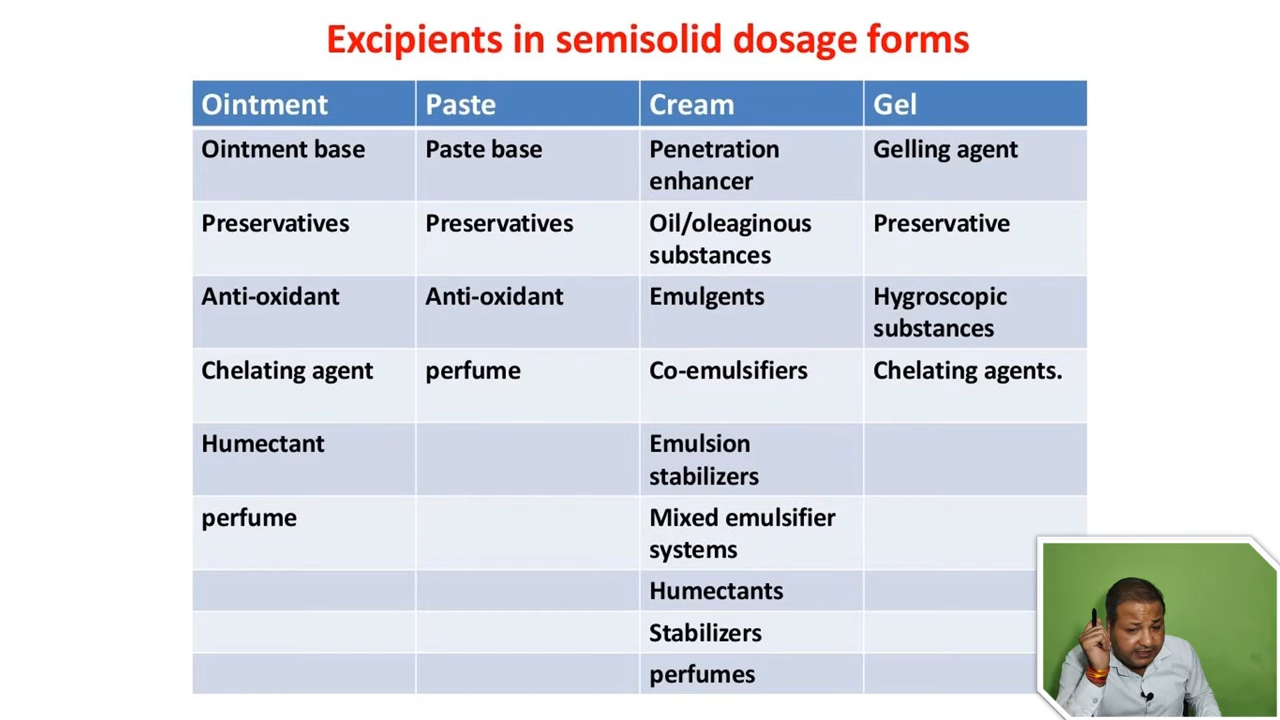 Excipients in semisolid dosage forms
Ointment Paste Cream Gel
Ointment base Paste base Penetration enhancer Gelling agent
Preservatives Preservatives Oil/oleaginous substances Preservative
Anti-oxidant Anti-oxidant Emulgents Hygroscopic substances
Chelating agent perfume Co-emulsifiers Chelating agents.
Humectant Emulsion stabilizers
perfume Mixed emulsifier systems
Humectants
Stabilizers
perfumes